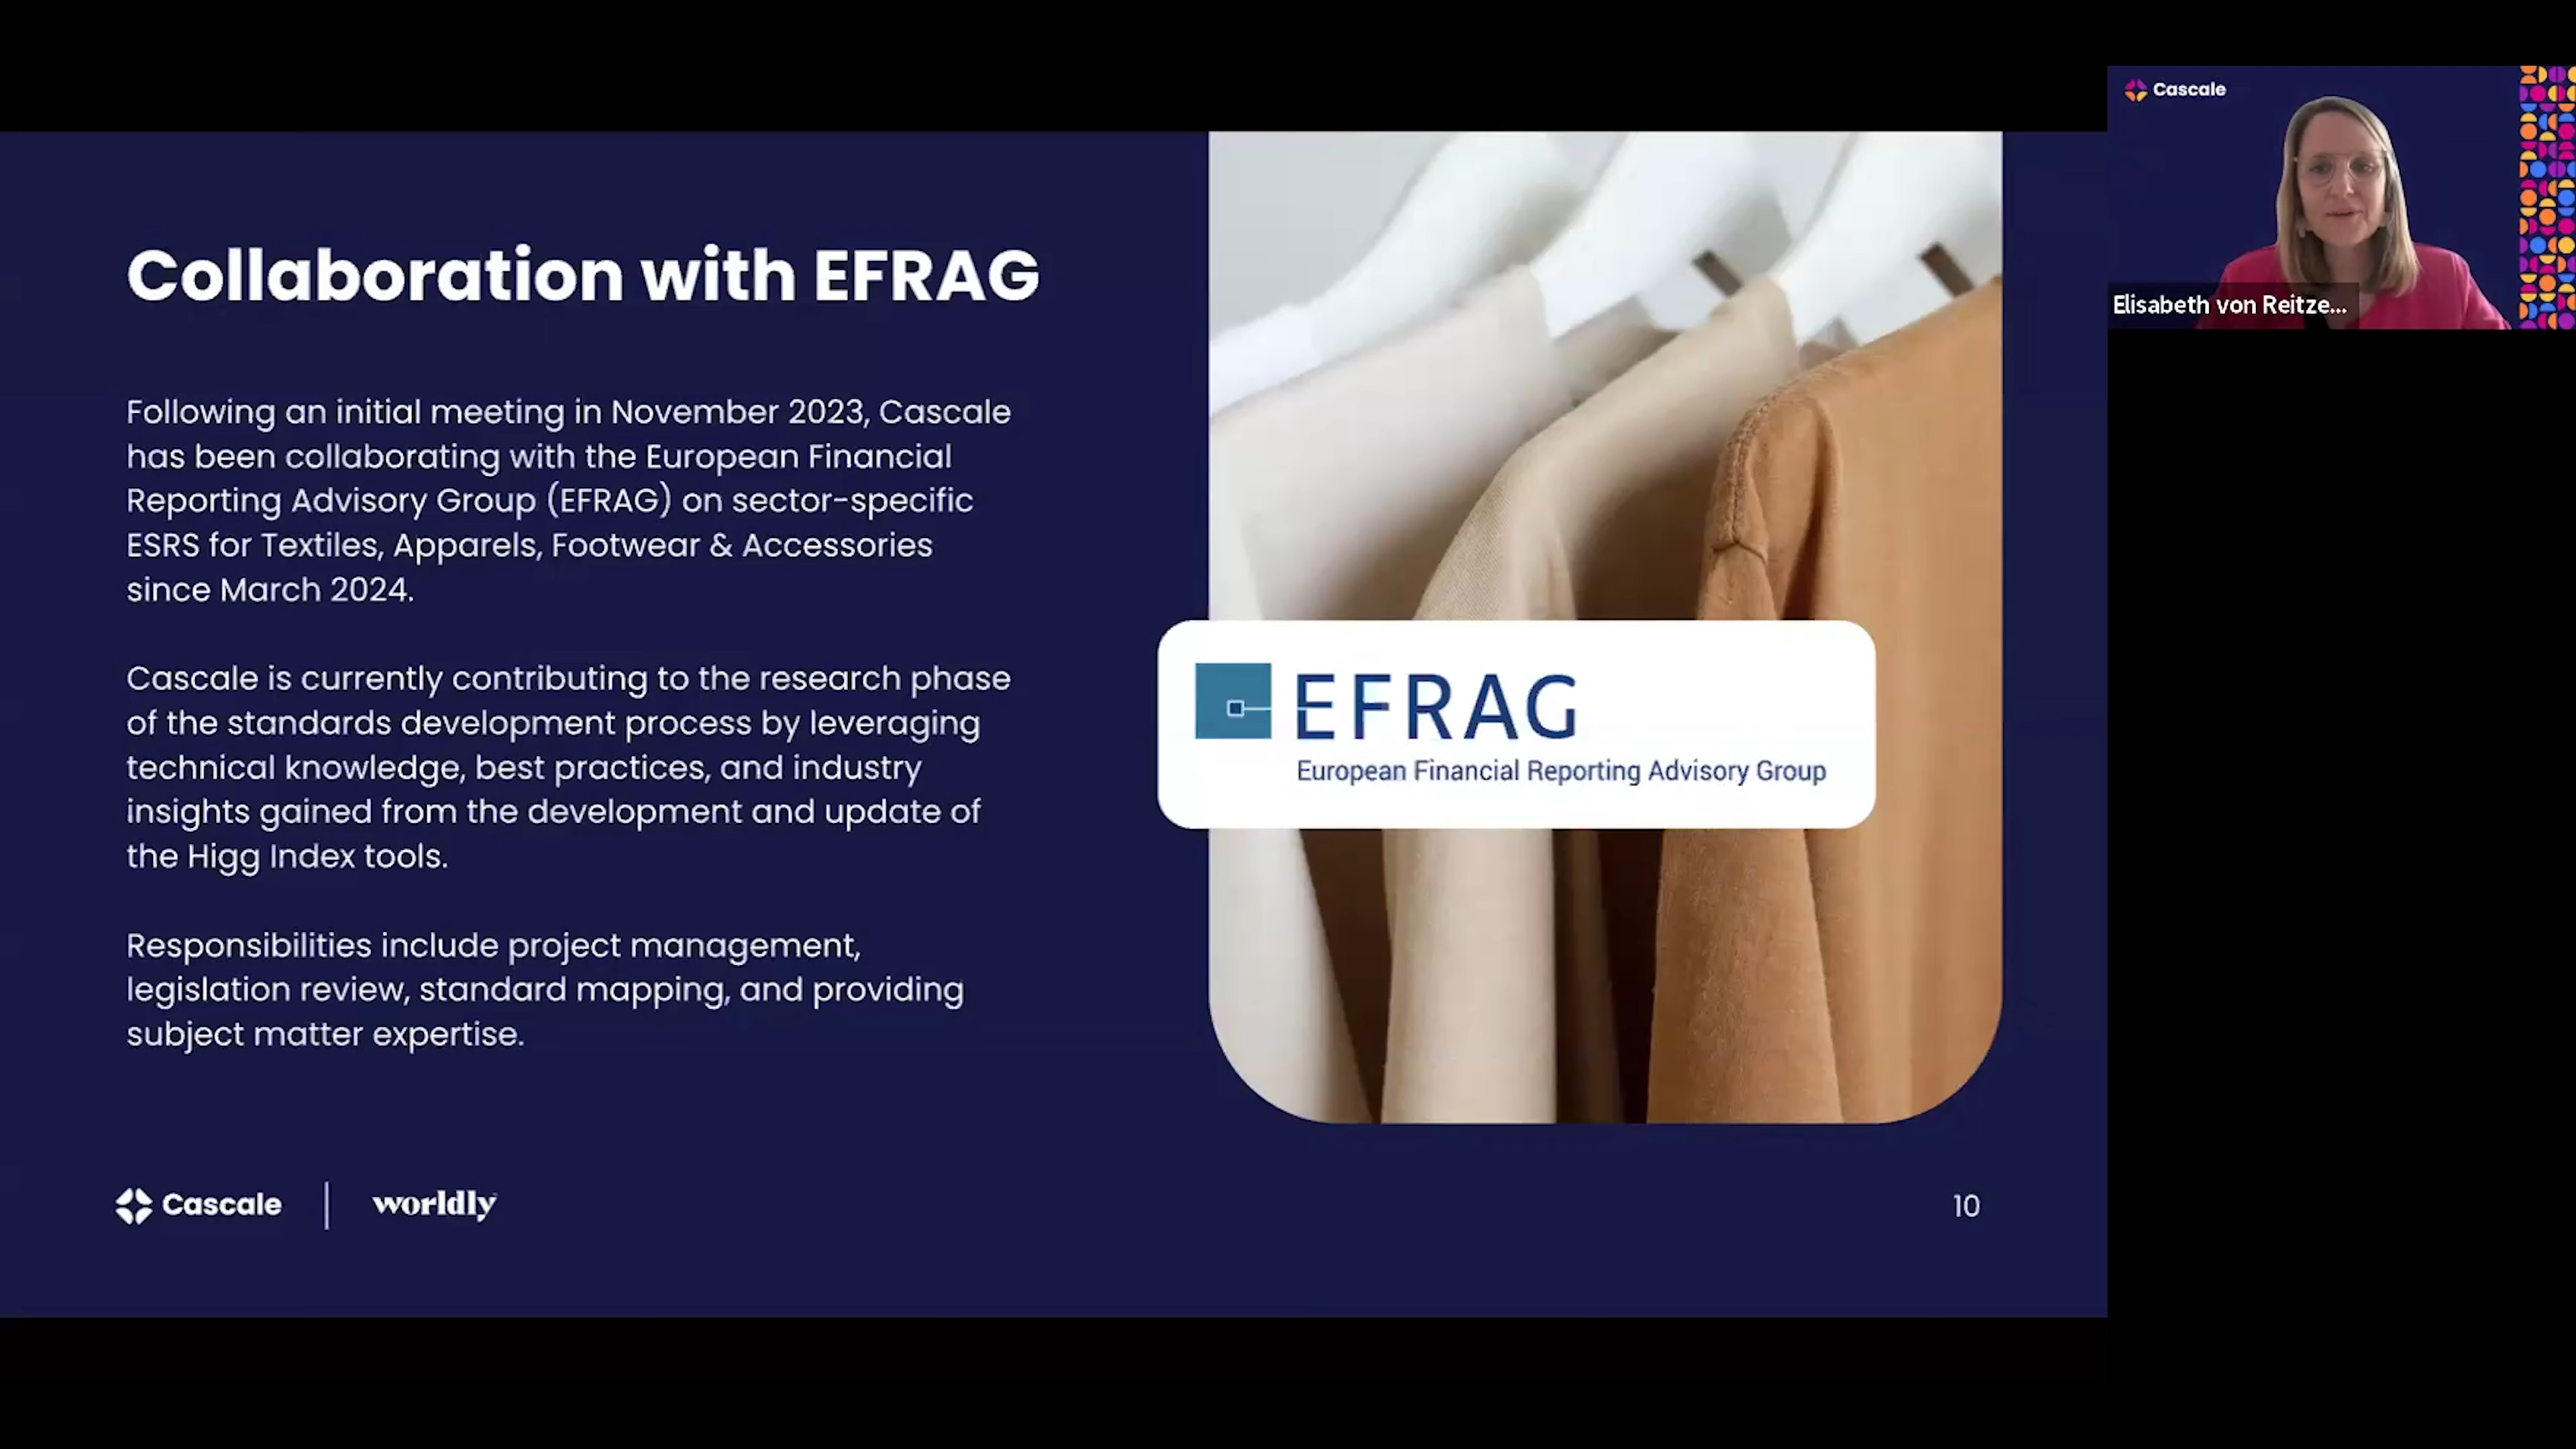 Collaboration with EFRAG
Following an initial meeting in November 2023, Cascale
has been collaborating with the European Financial
Reporting Advisory Group (EFRAG) on sector-specific
ESRS for Textiles, Apparels, Footwear & Accessories
since March 2024.
Cascale is currently contributing to the research phase
of the standards development process by leveraging
technical knowledge, best practices, and industry
insights gained from the development and update of
the Higg Index tools.
Responsibilities include project management,
legislation review, standard mapping, and providing
subject matter expertise.
EFRAG
European Financial Reporting Advisory Group
Cascale
worldly
10
Cascale
Elisabeth von Reitze...